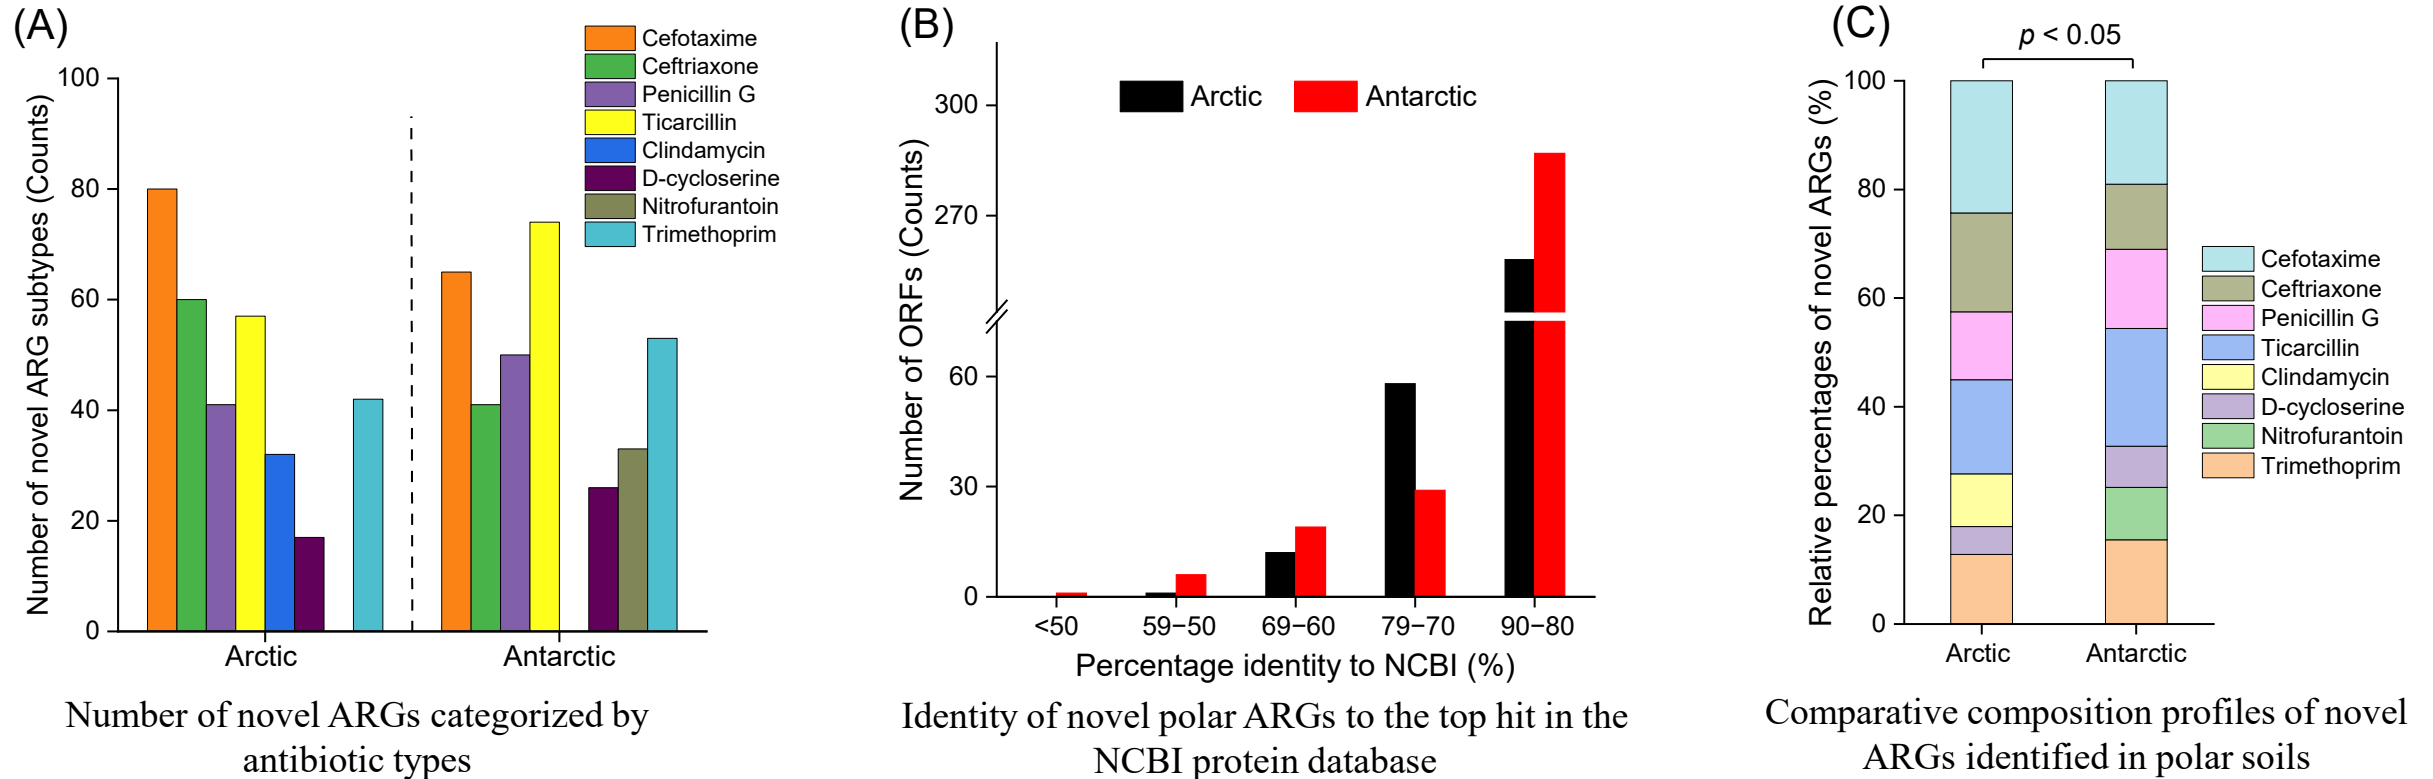 (A)
Number of novel ARG subtypes (Counts)
100
80
60
40
20
0
Cefotaxime
Ceftriaxone
Penicillin G
Ticarcillin
Clindamycin
D-cycloserine
Nitrofurantoin
Trimethoprim
Arctic
Antarctic
Number of novel ARGs categorized by
antibiotic types
(B)
Number of ORFs (Counts)
300
270
60
30
0
Arctic
Antarctic
<50
59−50
69−60
79−70
90−80
Percentage identity to NCBI (%)
Identity of novel polar ARGs to the top hit in the
NCBI protein database
(C)
p < 0.05
Relative percentages of novel ARGs (%)
100
80
60
40
20
0
Cefotaxime
Ceftriaxone
Penicillin G
Ticarcillin
Clindamycin
D-cycloserine
Nitrofurantoin
Trimethoprim
Arctic
Antarctic
Comparative composition profiles of novel
ARGs identified in polar soils